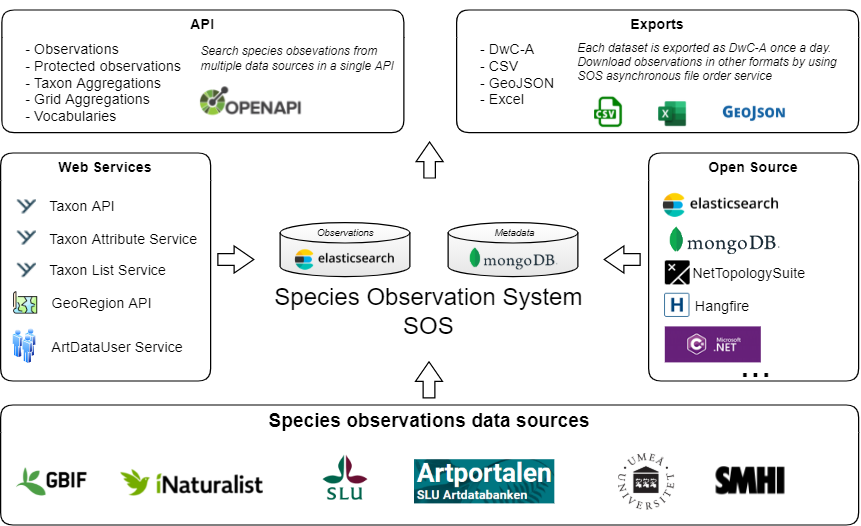 API
- Observations
- Protected observations
- Taxon Aggregations
- Grid Aggregations
- Vocabularies
Search species obsevations from
multiple data sources in a single API
OPENAPI
Exports
- DwC-A
- CSV
- GeoJSON
- Excel
Each dataset is exported as DwC-A once a day.
Download observations in other formats by using
SOS asynchronous file order service
CSV
X
GEOJSON
Web Services
Taxon API
Taxon Attribute Service
Taxon List Service
GeoRegion API
ArtDataUser Service
Observations
elasticsearch
Metadata
mongoDB
Species Observation System
SOS
Open Source
elasticsearch
mongoDB
NetTopologySuite
H Hangfire
C# Microsoft
.NET
...
Species observations data sources
GBIF
iNaturalist
SLU
Artportalen
SLU Artdatabanken
UMEÅ
UNIVERSITET
SMHI